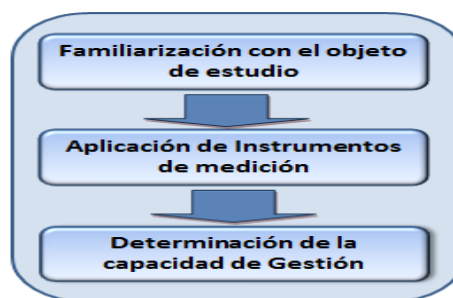 Familiarización con el objeto
de estudio
Aplicación de Instrumentos
de medición
Determinación de la
capacidad de Gestión